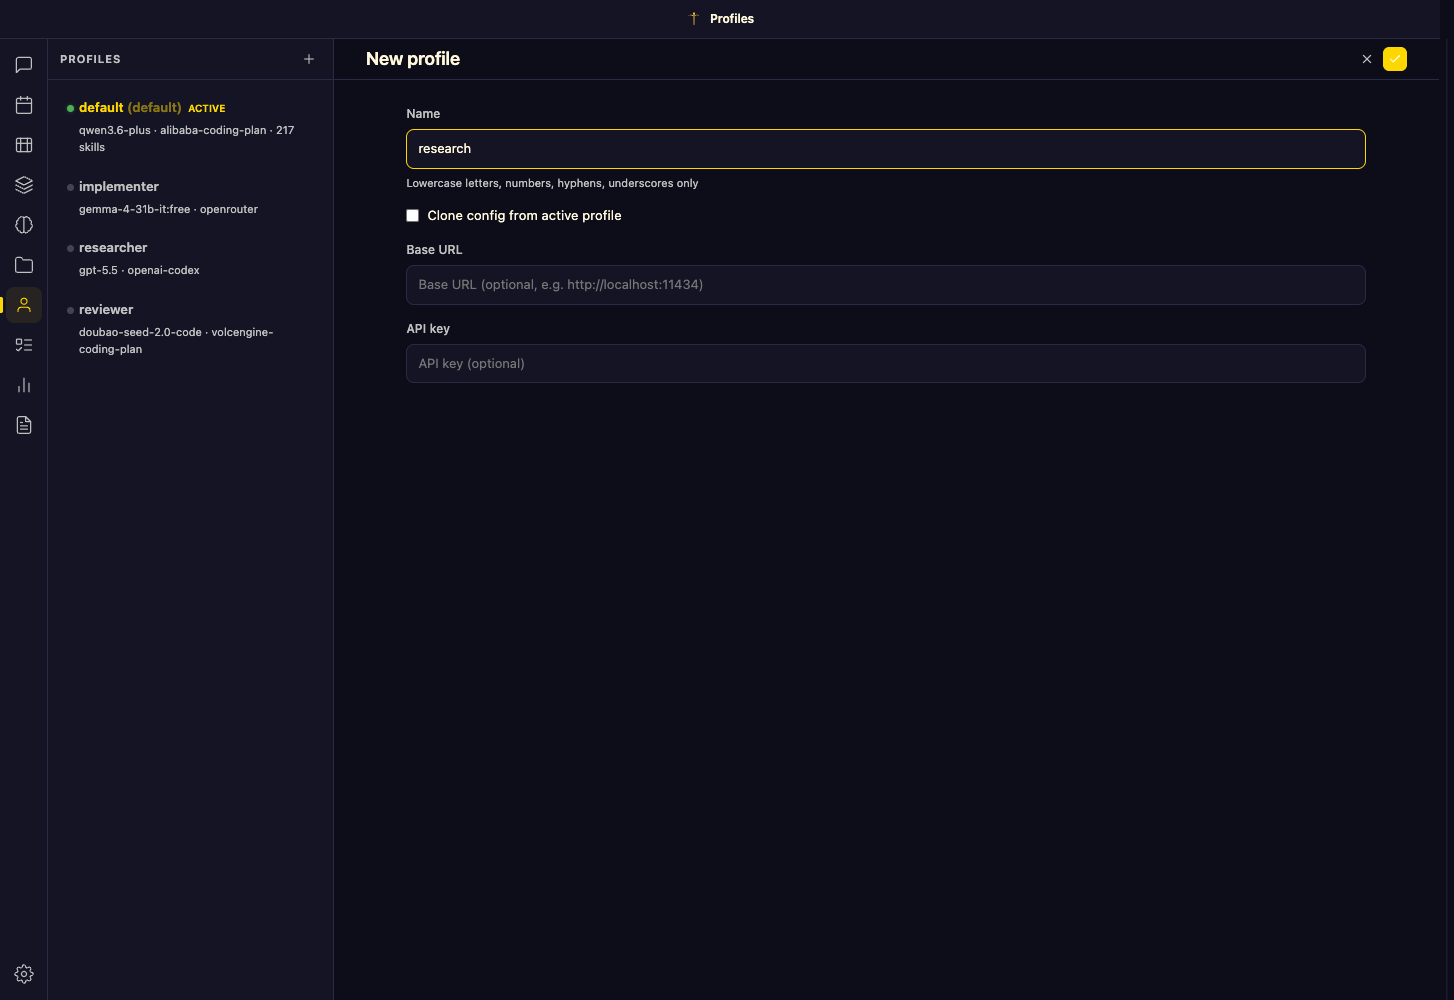 Profiles
PROFILES
default (default) ACTIVE
qwen3.6-plus · alibaba-coding-plan · 217
skills
implementer
gemma-4-31b-it:free · openrouter
researcher
gpt-5.5 · openai-codex
reviewer
doubao-seed-2.0-code · volcengine-
coding-plan
New profile
Name
research
Lowercase letters, numbers, hyphens, underscores only
Clone config from active profile
Base URL
Base URL (optional, e.g. http://localhost:11434)
API key
API key (optional)